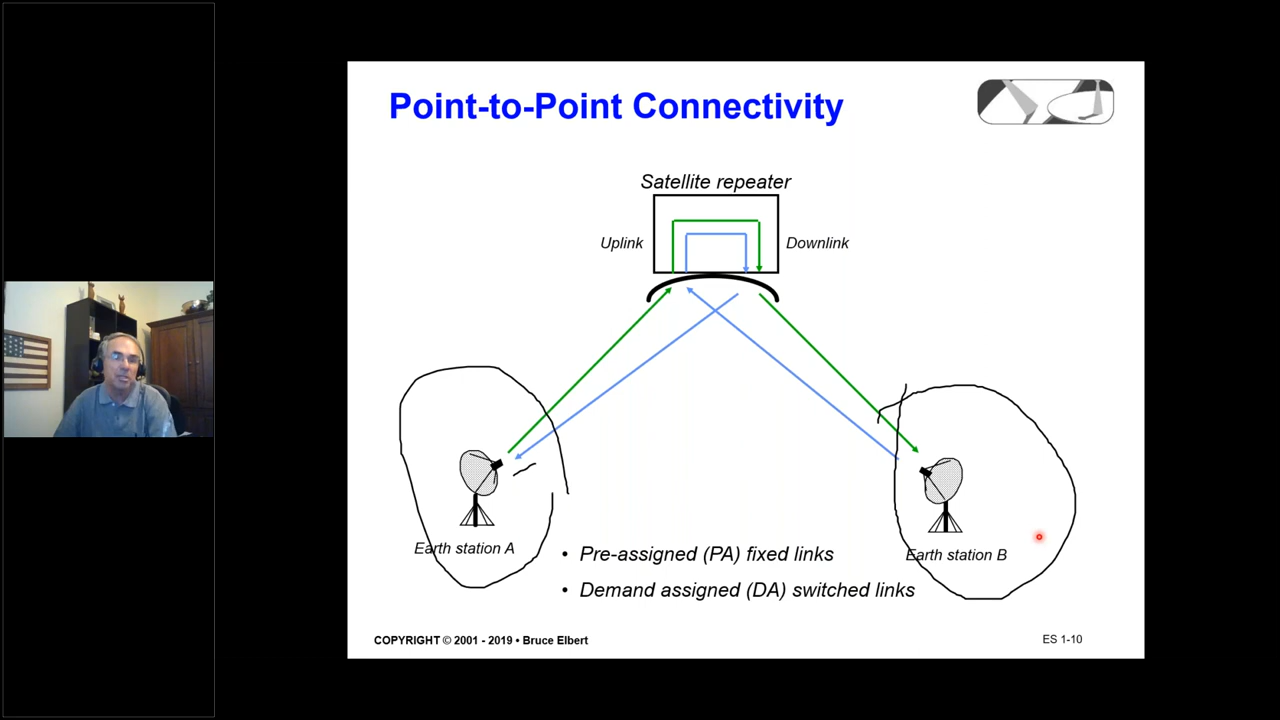 Point-to-Point Connectivity
Satellite repeater
Uplink
Downlink
Earth station A
Earth station B
• Pre-assigned (PA) fixed links
• Demand assigned (DA) switched links
COPYRIGHT © 2001 - 2019 • Bruce Elbert
ES 1-10